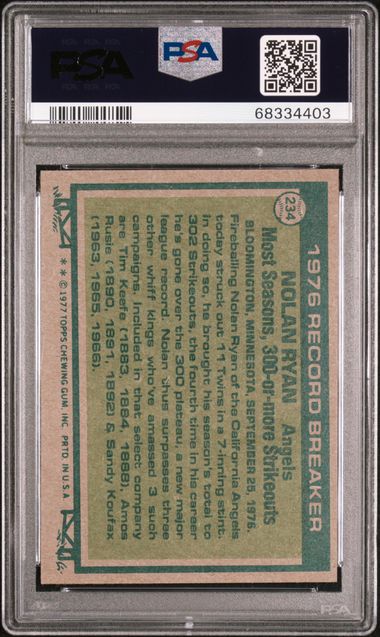 PSA
PSA
68334403
1976 RECORD BREAKER
234
NOLAN RYAN Angels
Most Seasons, 300-or-more Strikeouts
BLOOMINGTON, MINNESOTA, SEPTEMBER 25, 1976.
Fireballing Nolan Ryan of the California Angels
today struck out 11 Twins in a 7-inning stint.
In doing so, he brought his season's total to
302 Strikeouts, the fourth time in his career
he's gone over the 300 plateau, a new major
league record. Nolan thus surpasses three
other whiff kings who've amassed 3 such
campaigns. Included in that select company
are Tim Keefe (1883, 1884, 1888), Amos
Rusie (1890, 1891, 1892) & Sandy Koufax
(1963, 1965, 1966).
** © 1977 TOPPS CHEWING GUM, INC. PRTD. IN U.S.A.